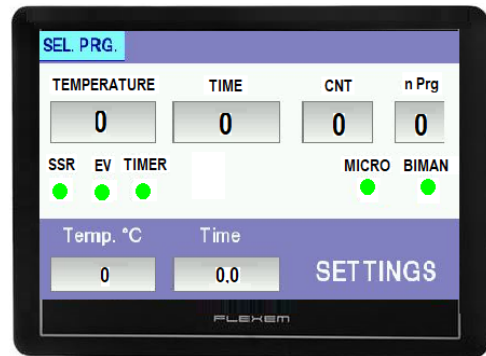 SEL. PRG.
TEMPERATURE TIME CNT n Prg
0 0 0 0
SSR EV TIMER MICRO BIMAN
Temp. °C Time
0 0.0 SETTINGS
FLEXEM